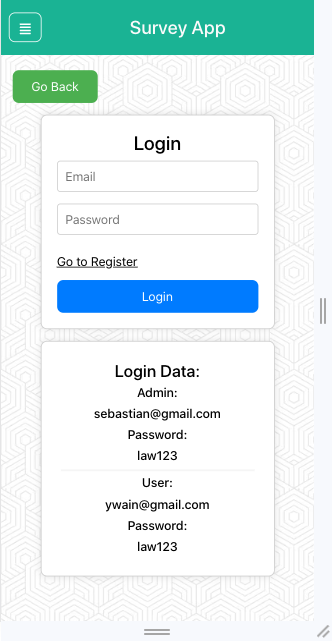 Survey App
Go Back
Login
Email
Password
Go to Register
Login
Login Data:
Admin:
sebastian@gmail.com
Password:
law123
User:
ywain@gmail.com
Password:
law123